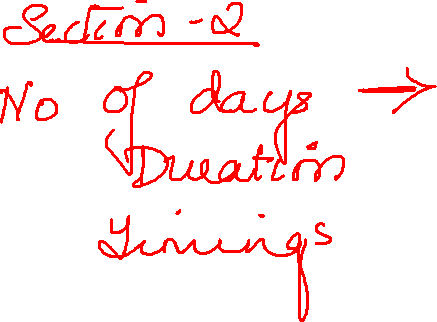 Section - 2
No of days →
Duration
Timings